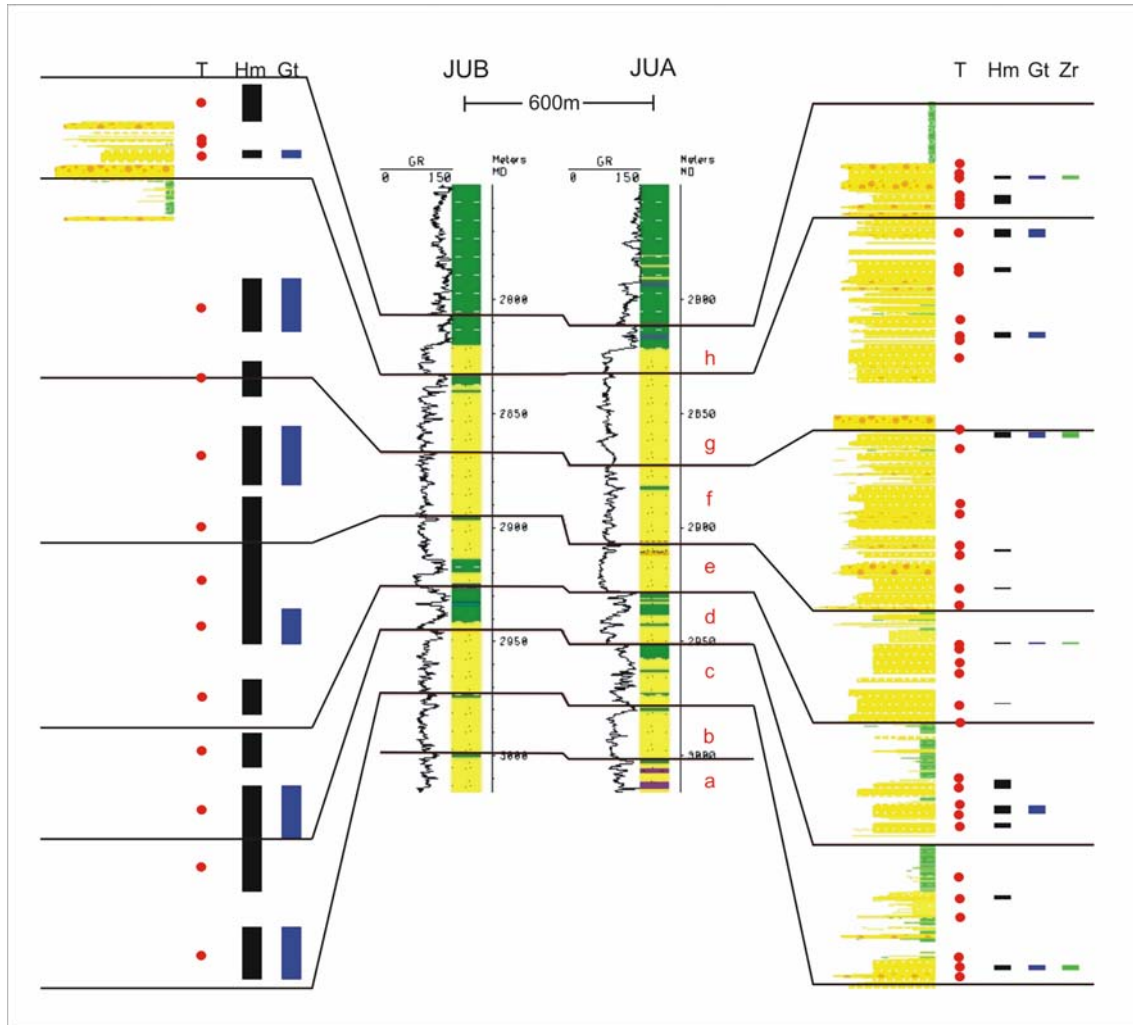 JUB JUA
T Hm Gt
T Hm Gt Zr
600m
GR Meters
0 150 MD
GR Meters
0 150 MD
2800 2800
h
2850 2850
g
f
2900 2900
e
d
2950 2950
c
b
3000 3000
a